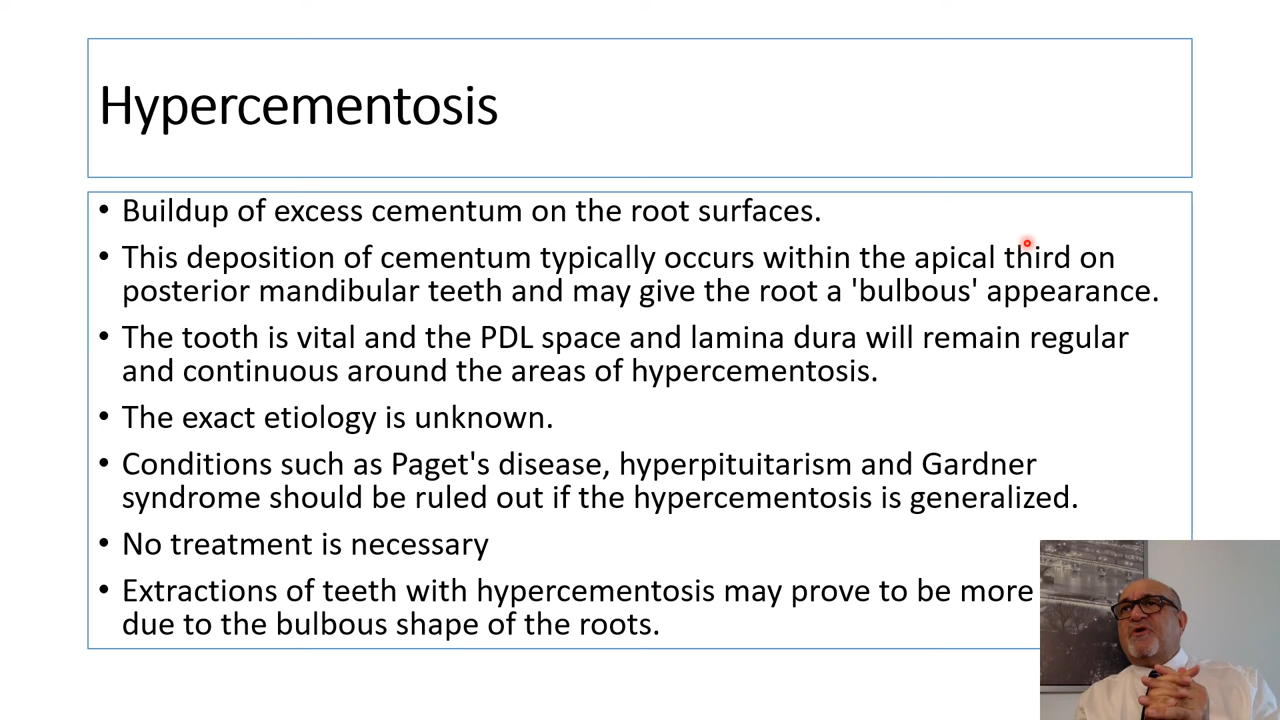 Hypercementosis
• Buildup of excess cementum on the root surfaces.
• This deposition of cementum typically occurs within the apical third on
posterior mandibular teeth and may give the root a 'bulbous' appearance.
• The tooth is vital and the PDL space and lamina dura will remain regular
and continuous around the areas of hypercementosis.
• The exact etiology is unknown.
• Conditions such as Paget's disease, hyperpituitarism and Gardner
syndrome should be ruled out if the hypercementosis is generalized.
• No treatment is necessary
• Extractions of teeth with hypercementosis may prove to be more
due to the bulbous shape of the roots.